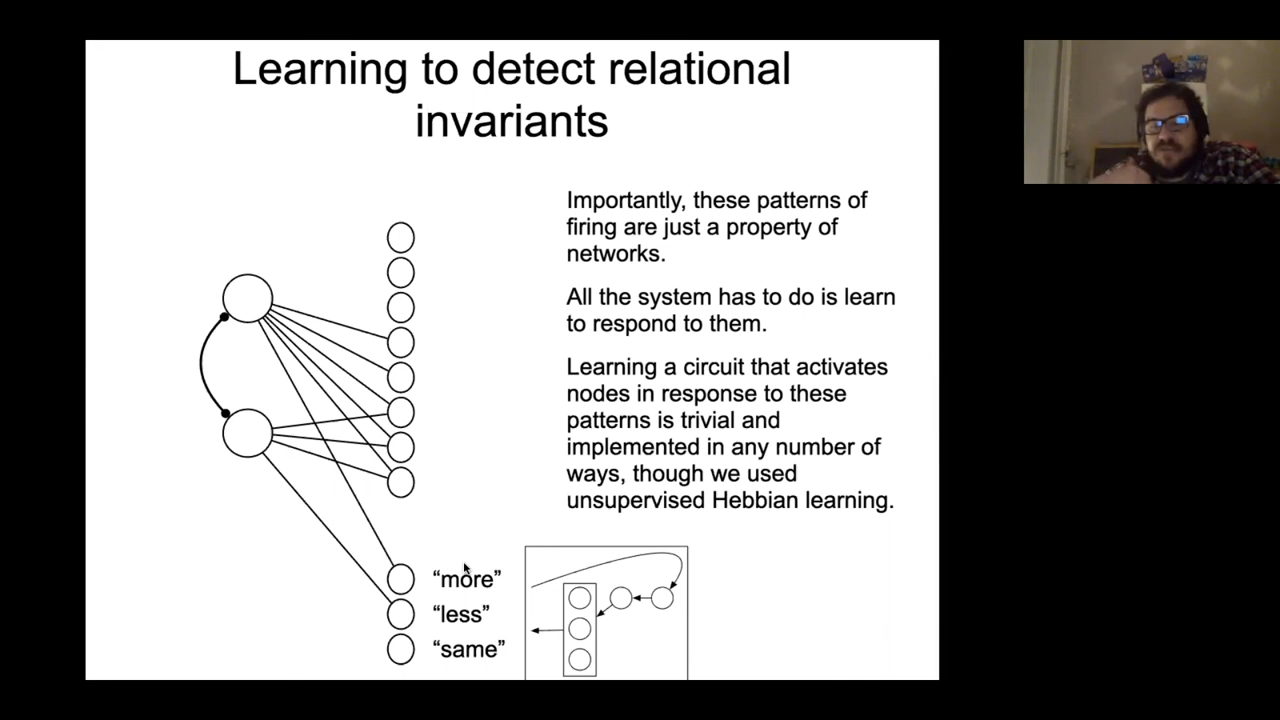 Learning to detect relational
invariants
Importantly, these patterns of
firing are just a property of
networks.
All the system has to do is learn
to respond to them.
Learning a circuit that activates
nodes in response to these
patterns is trivial and
implemented in any number of
ways, though we used
unsupervised Hebbian learning.
“more”
“less”
“same”